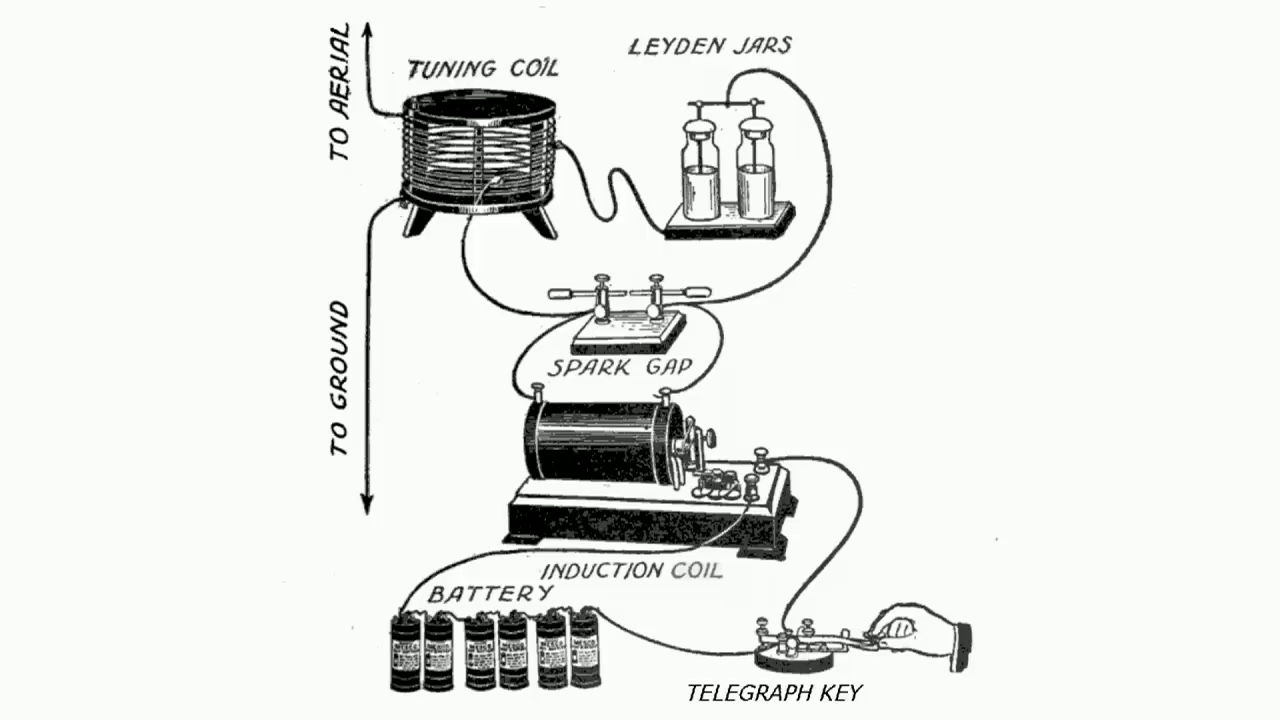 TO AERIAL
TUNING COIL
LEYDEN JARS
TO GROUND
SPARK GAP
INDUCTION COIL
BATTERY
TELEGRAPH KEY